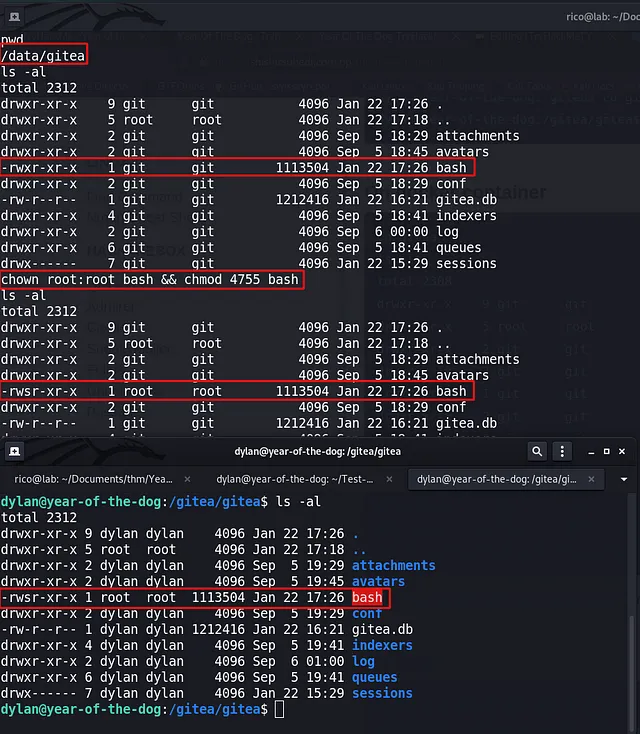 rico@lab: ~/Doc
pwd
/data/gitea
ls -al
total 2312
drwxr-xr-x 9 git git 4096 Jan 22 17:26 .
drwxr-xr-x 5 root root 4096 Jan 22 17:18 ..
drwxr-xr-x 2 git git 4096 Sep 5 18:29 attachments
drwxr-xr-x 2 git git 4096 Sep 5 18:45 avatars
-rwxr-xr-x 1 git git 1113504 Jan 22 17:26 bash
drwxr-xr-x 2 git git 4096 Sep 5 18:29 conf
-rw-r--r-- 1 git git 1212416 Jan 22 16:21 gitea.db
drwxr-xr-x 4 git git 4096 Sep 5 18:41 indexers
drwxr-xr-x 2 git git 4096 Sep 6 00:00 log
drwxr-xr-x 6 git git 4096 Sep 5 18:41 queues
drwx------ 7 git git 4096 Jan 22 15:29 sessions
chown root:root bash && chmod 4755 bash
ls -al
total 2312
drwxr-xr-x 9 git git 4096 Jan 22 17:26 .
drwxr-xr-x 5 root root 4096 Jan 22 17:18 ..
drwxr-xr-x 2 git git 4096 Sep 5 18:29 attachments
drwxr-xr-x 2 git git 4096 Sep 5 18:45 avatars
-rwsr-xr-x 1 root root 1113504 Jan 22 17:26 bash
drwxr-xr-x 2 git git 4096 Sep 5 18:29 conf
-rw-r--r-- 1 git git 1212416 Jan 22 16:21 gitea.db
drwxr-xr-x 4 git git 4096 Sep 5 18:41 indexers
dylan@year-of-the-dog: /gitea/gitea
rico@lab: ~/Documents/thm/Yea... dylan@year-of-the-dog: ~/Test-... dylan@year-of-the-dog: /gitea/gi...
dylan@year-of-the-dog:/gitea/gitea$ ls -al
total 2312
drwxr-xr-x 9 dylan dylan 4096 Jan 22 17:26 .
drwxr-xr-x 5 root root 4096 Jan 22 17:18 ..
drwxr-xr-x 2 dylan dylan 4096 Sep 5 19:29 attachments
drwxr-xr-x 2 dylan dylan 4096 Sep 5 19:45 avatars
-rwsr-xr-x 1 root root 1113504 Jan 22 17:26 bash
drwxr-xr-x 2 dylan dylan 4096 Sep 5 19:29 conf
-rw-r--r-- 1 dylan dylan 1212416 Jan 22 16:21 gitea.db
drwxr-xr-x 4 dylan dylan 4096 Sep 5 19:41 indexers
drwxr-xr-x 2 dylan dylan 4096 Sep 6 01:00 log
drwxr-xr-x 6 dylan dylan 4096 Sep 5 19:41 queues
drwx------ 7 dylan dylan 4096 Jan 22 15:29 sessions
dylan@year-of-the-dog:/gitea/gitea$